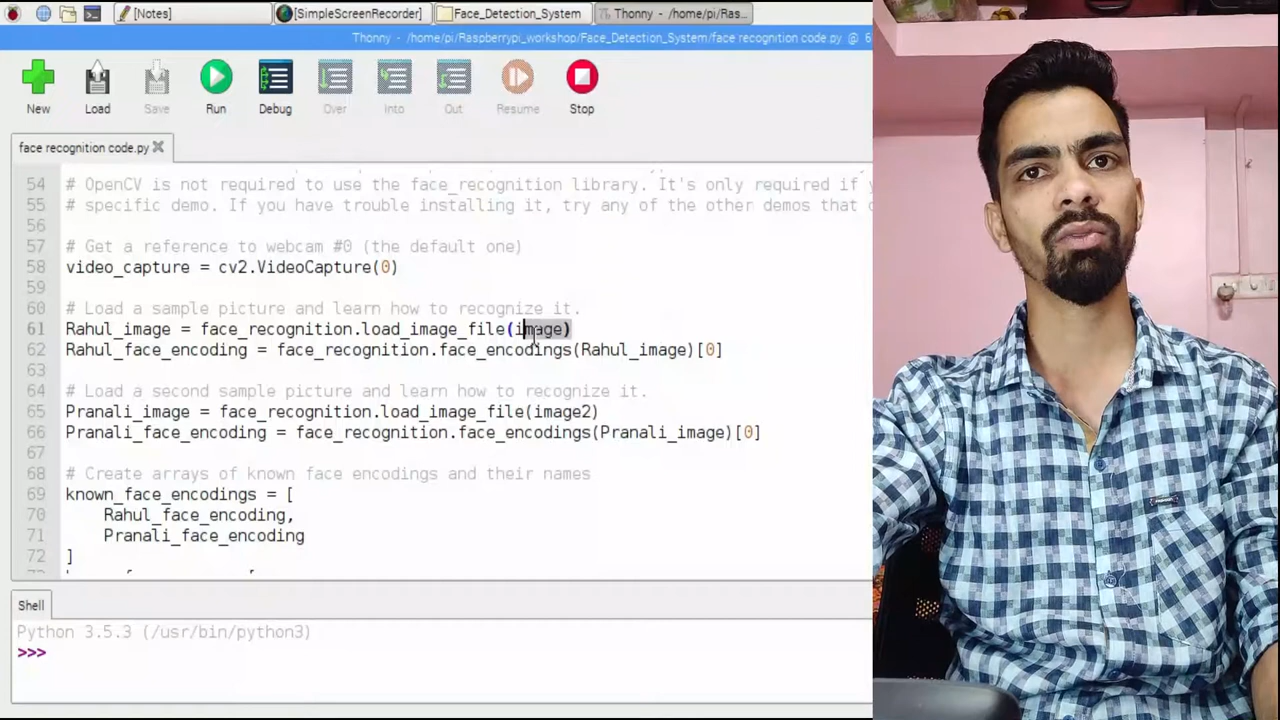 [Notes]
[SimpleScreenRecorder]
Face_Detection_System
Thonny - /home/pi/Ras...
Thonny - /home/pi/Raspberrypi_workshop/Face_Detection_System/face recognition code.py @ 6
New
Load
Save
Run
Debug
Over
Into
Out
Resume
Stop
face recognition code.py
54 # OpenCV is not required to use the face_recognition library. It's only required if
55 # specific demo. If you have trouble installing it, try any of the other demos that
56
57 # Get a reference to webcam #0 (the default one)
58 video_capture = cv2.VideoCapture(0)
59
60 # Load a sample picture and learn how to recognize it.
61 Rahul_image = face_recognition.load_image_file(image)
62 Rahul_face_encoding = face_recognition.face_encodings(Rahul_image)[0]
63
64 # Load a second sample picture and learn how to recognize it.
65 Pranali_image = face_recognition.load_image_file(image2)
66 Pranali_face_encoding = face_recognition.face_encodings(Pranali_image)[0]
67
68 # Create arrays of known face encodings and their names
69 known_face_encodings = [
70 Rahul_face_encoding,
71 Pranali_face_encoding
72 ]
Shell
Python 3.5.3 (/usr/bin/python3)
>>>